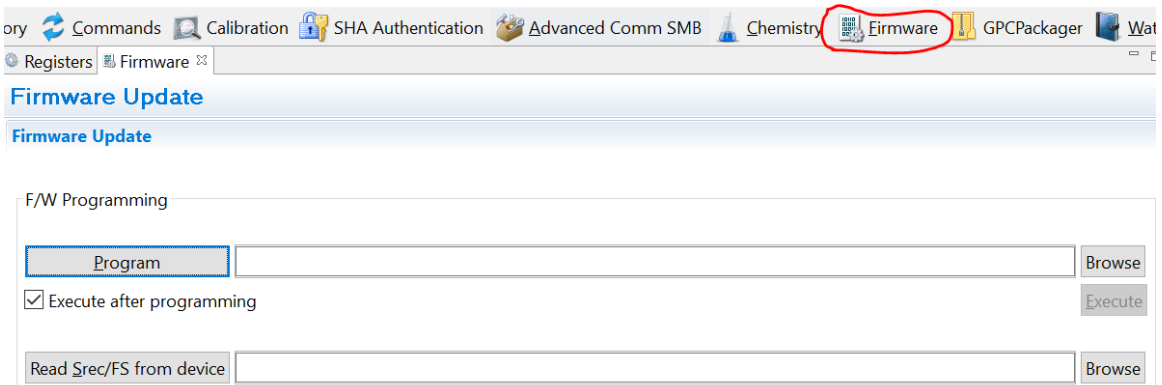 ory Commands Calibration SHA Authentication Advanced Comm SMB Chemistry Firmware GPCPackager Wat
Registers Firmware
Firmware Update
Firmware Update
F/W Programming
Program Browse
Execute after programming Execute
Read Srec/FS from device Browse